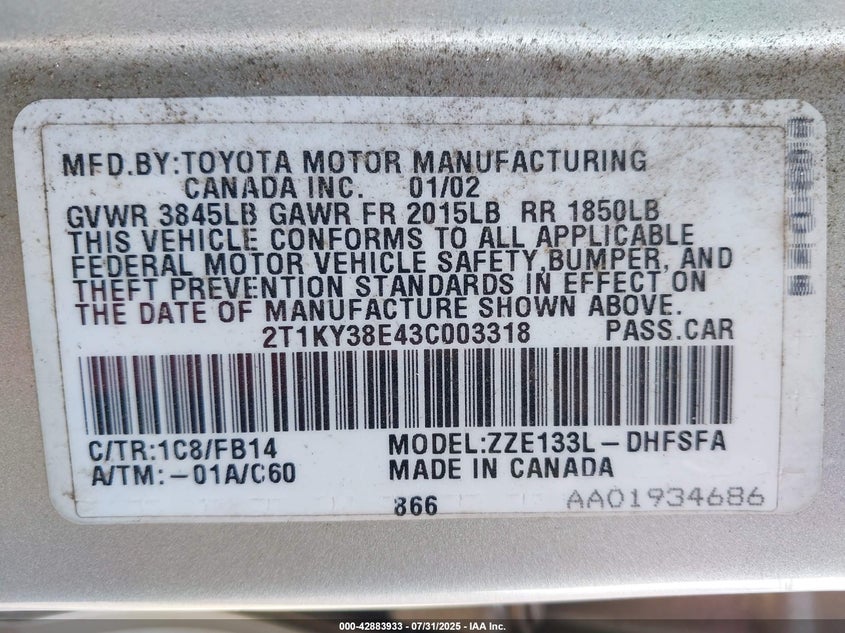 MFD.BY:TOYOTA MOTOR MANUFACTURING
CANADA INC. 01/02
GVWR 3845LB GAWR FR 2015LB RR 1850LB
THIS VEHICLE CONFORMS TO ALL APPLICABLE
FEDERAL MOTOR VEHICLE SAFETY,BUMPER, AND
THEFT PREVENTION STANDARDS IN EFFECT ON
THE DATE OF MANUFACTURE SHOWN ABOVE.
2T1KY38E43C003318 PASS.CAR
C/TR:1C8/FB14 MODEL:ZZE133L-DHFSFA
A/TM:-01A/C60 MADE IN CANADA
866 AA01934686
000-42883933 | 07/31/2025 - IAA Inc.